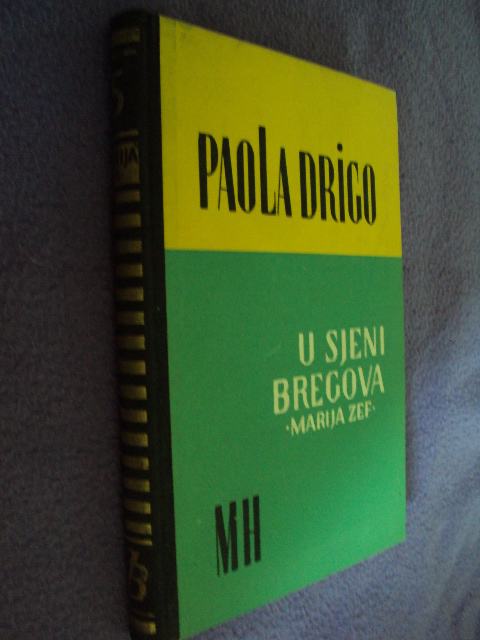 PAOLA DRIGO
U SJENI
BREGOVA
·MARIJA ZEF·
MH